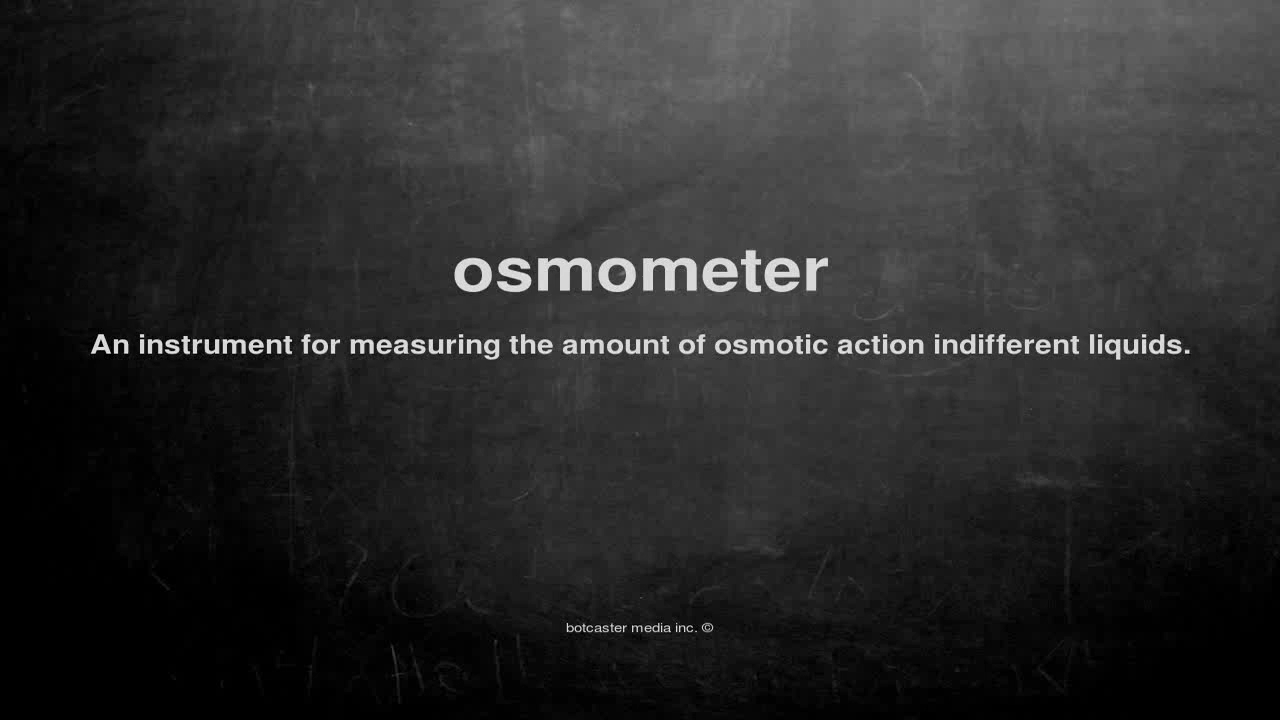 osmometer
An instrument for measuring the amount of osmotic action indifferent liquids.
botcaster media inc. ©